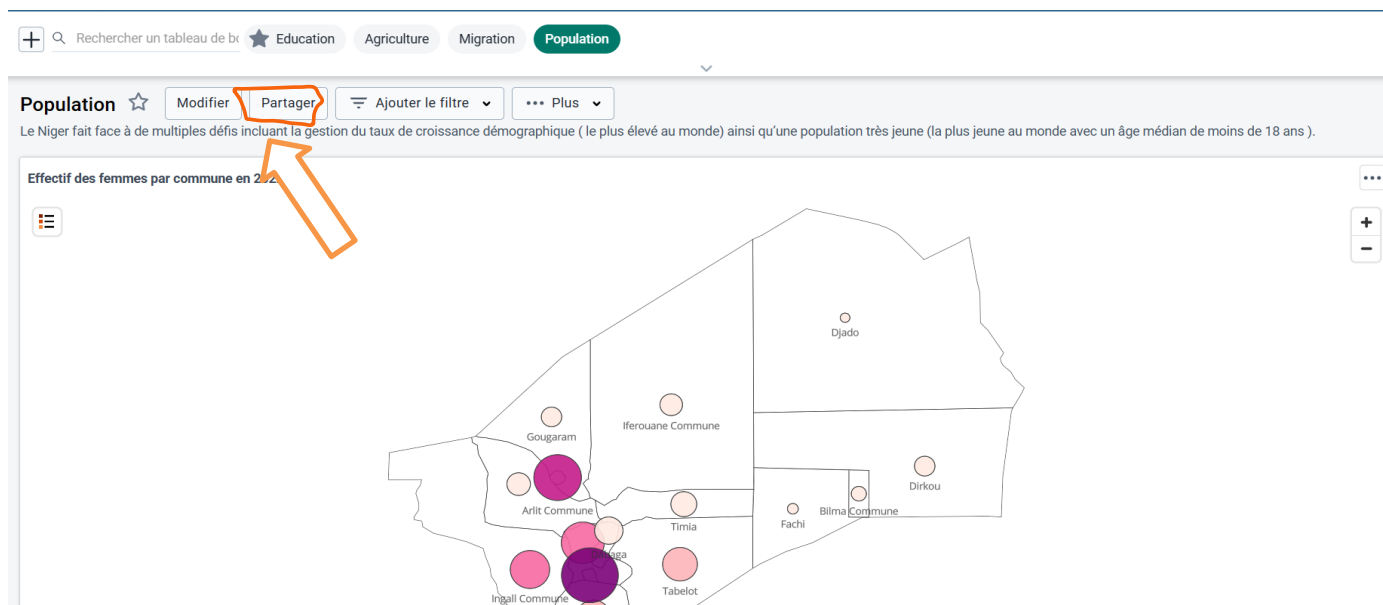 Rechercher un tableau de bo
Education
Agriculture
Migration
Population
Population
Modifier
Partager
Ajouter le filtre
Plus
Le Niger fait face à de multiples défis incluant la gestion du taux de croissance démographique ( le plus élevé au monde) ainsi qu'une population très jeune (la plus jeune au monde avec un âge médian de moins de 18 ans ).
Effectif des femmes par commune en
Djado
Iferouane Commune
Gougaram
Dirkou
Arlit Commune
Bilma Commune
Fachi
Timia
Tabelot
Ingall Commune